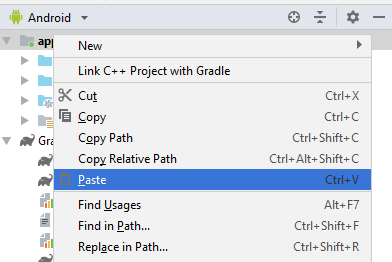 Android
app
New
Link C++ Project with Gradle
Cut Ctrl+X
Copy Ctrl+C
Copy Path Ctrl+Shift+C
Copy Relative Path Ctrl+Alt+Shift+C
Gra
Paste Ctrl+V
Find Usages Alt+F7
Find in Path... Ctrl+Shift+F
Replace in Path... Ctrl+Shift+R